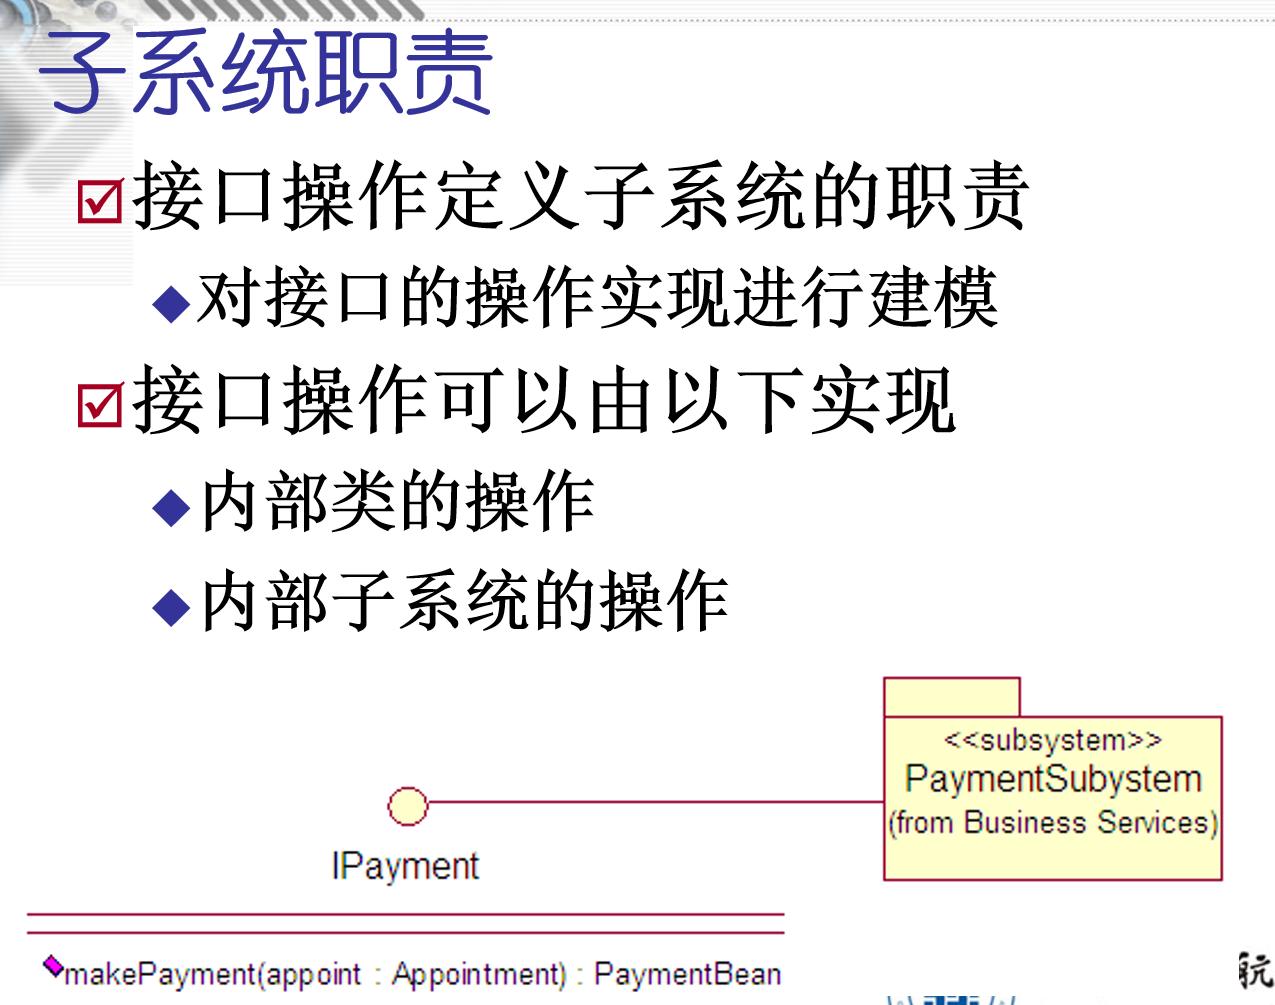 子系统职责
接口操作定义子系统的职责
对接口的操作实现进行建模
接口操作可以由以下实现
内部类的操作
内部子系统的操作
<<subsystem>>
PaymentSubystem
(from Business Services)
IPayment
makePayment(appoint : Appointment) : PaymentBean